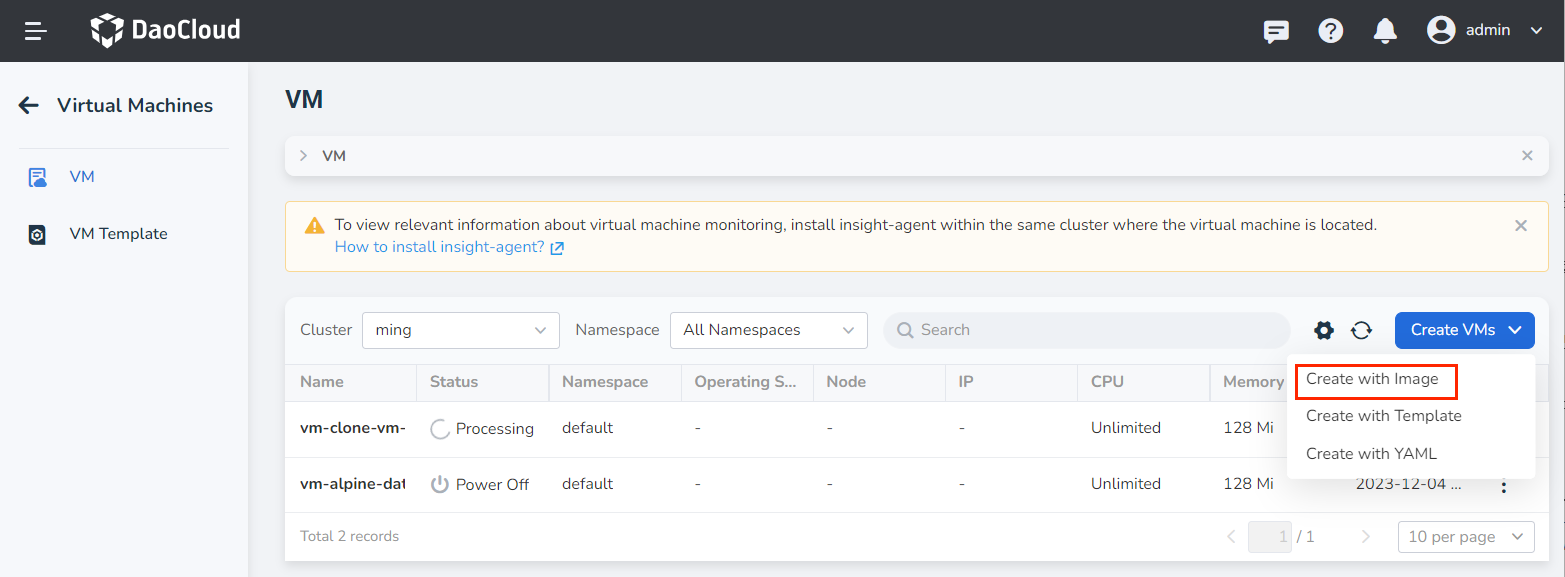 DaoCloud
admin
Virtual Machines
VM
VM Template
VM
VM
To view relevant information about virtual machine monitoring, install insight-agent within the same cluster where the virtual machine is located.
How to install insight-agent?
Cluster ming Namespace All Namespaces Search Create VMs
Create with Image
Create with Template
Create with YAML
Name Status Namespace Operating S... Node IP CPU Memory
vm-clone-vm- Processing default - - - Unlimited 128 Mi
vm-alpine-dat Power Off default - - - Unlimited 128 Mi 2023-12-04 ...
Total 2 records 1 / 1 10 per page